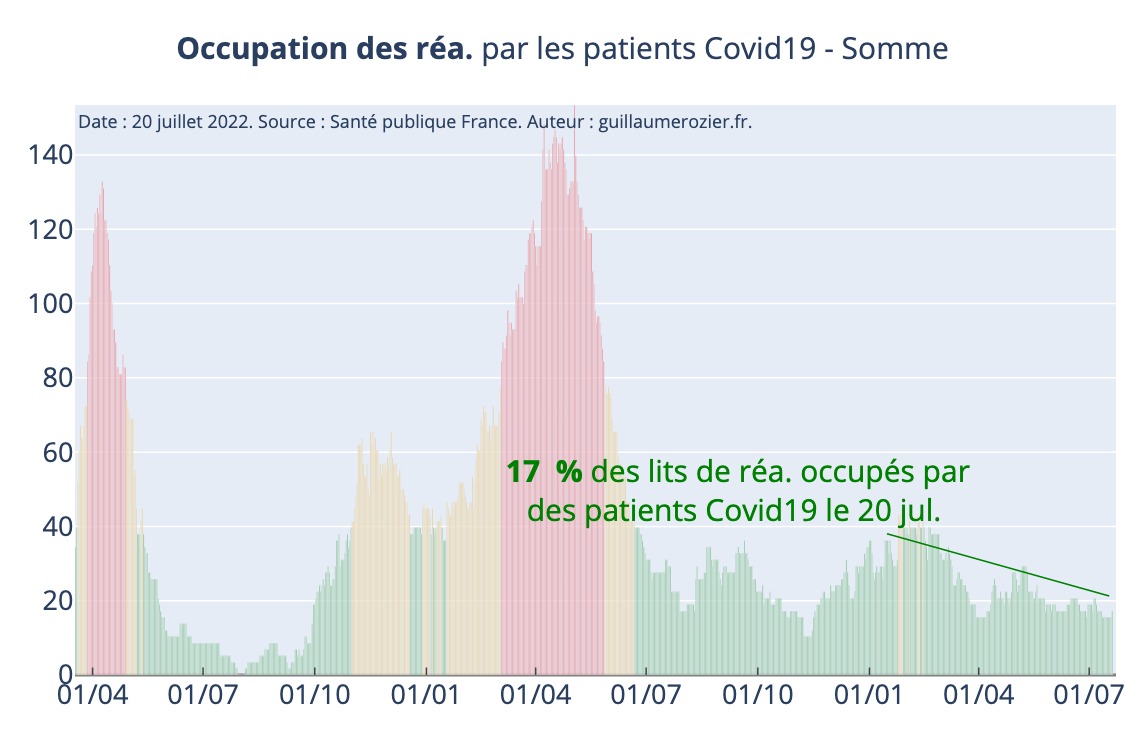 Occupation des réa. par les patients Covid19 - Somme
Date : 20 juillet 2022. Source : Santé publique France. Auteur : guillaumerozier.fr.
140
120
100
80
60
40
20
0
17 % des lits de réa. occupés par
des patients Covid19 le 20 jul.
01/04 01/07 01/10 01/01 01/04 01/07 01/10 01/01 01/04 01/07